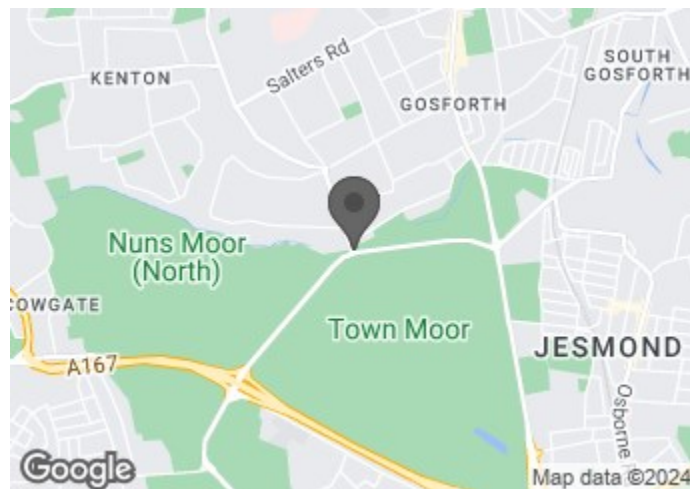 KENTON
Salters Rd
SOUTH
GOSFORTH
GOSFORTH
Nuns Moor
(North)
COWGATE
Town Moor
A167
JESMOND
Osborne
Google
Map data ©2024